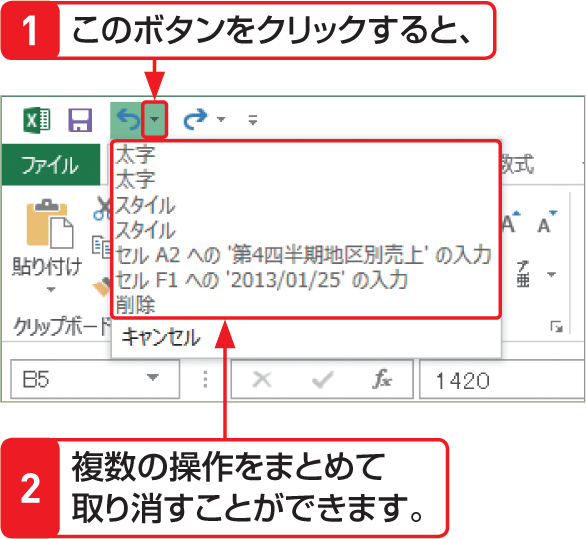 1 このボタンをクリックすると、
ファイル
数式
太字
太字
スタイル
スタイル
セル A2 への '第4四半期地区別売上' の入力
セル F1 への '2013/01/25' の入力
削除
キャンセル
貼り付け
A A
ア
亜
クリップボード
B5
fx
1420
2 複数の操作をまとめて
取り消すことができます。